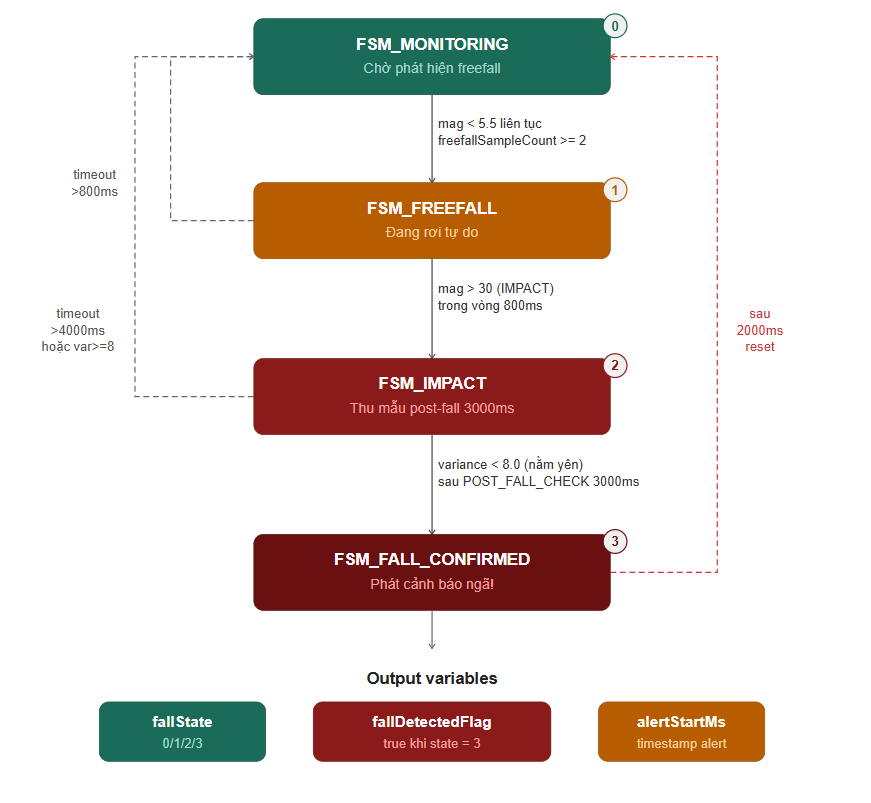 0
FSM_MONITORING
Chờ phát hiện freefall
mag < 5.5 liên tục
freefallSampleCount >= 2
timeout
>800ms
1
FSM_FREEFALL
Đang rơi tự do
mag > 30 (IMPACT)
trong vòng 800ms
timeout
>4000ms
hoặc var>=8
sau
2000ms
reset
2
FSM_IMPACT
Thu mẫu post-fall 3000ms
variance < 8.0 (nằm yên)
sau POST_FALL_CHECK 3000ms
3
FSM_FALL_CONFIRMED
Phát cảnh báo ngã!
Output variables
fallState
0/1/2/3
fallDetectedFlag
true khi state = 3
alertStartMs
timestamp alert